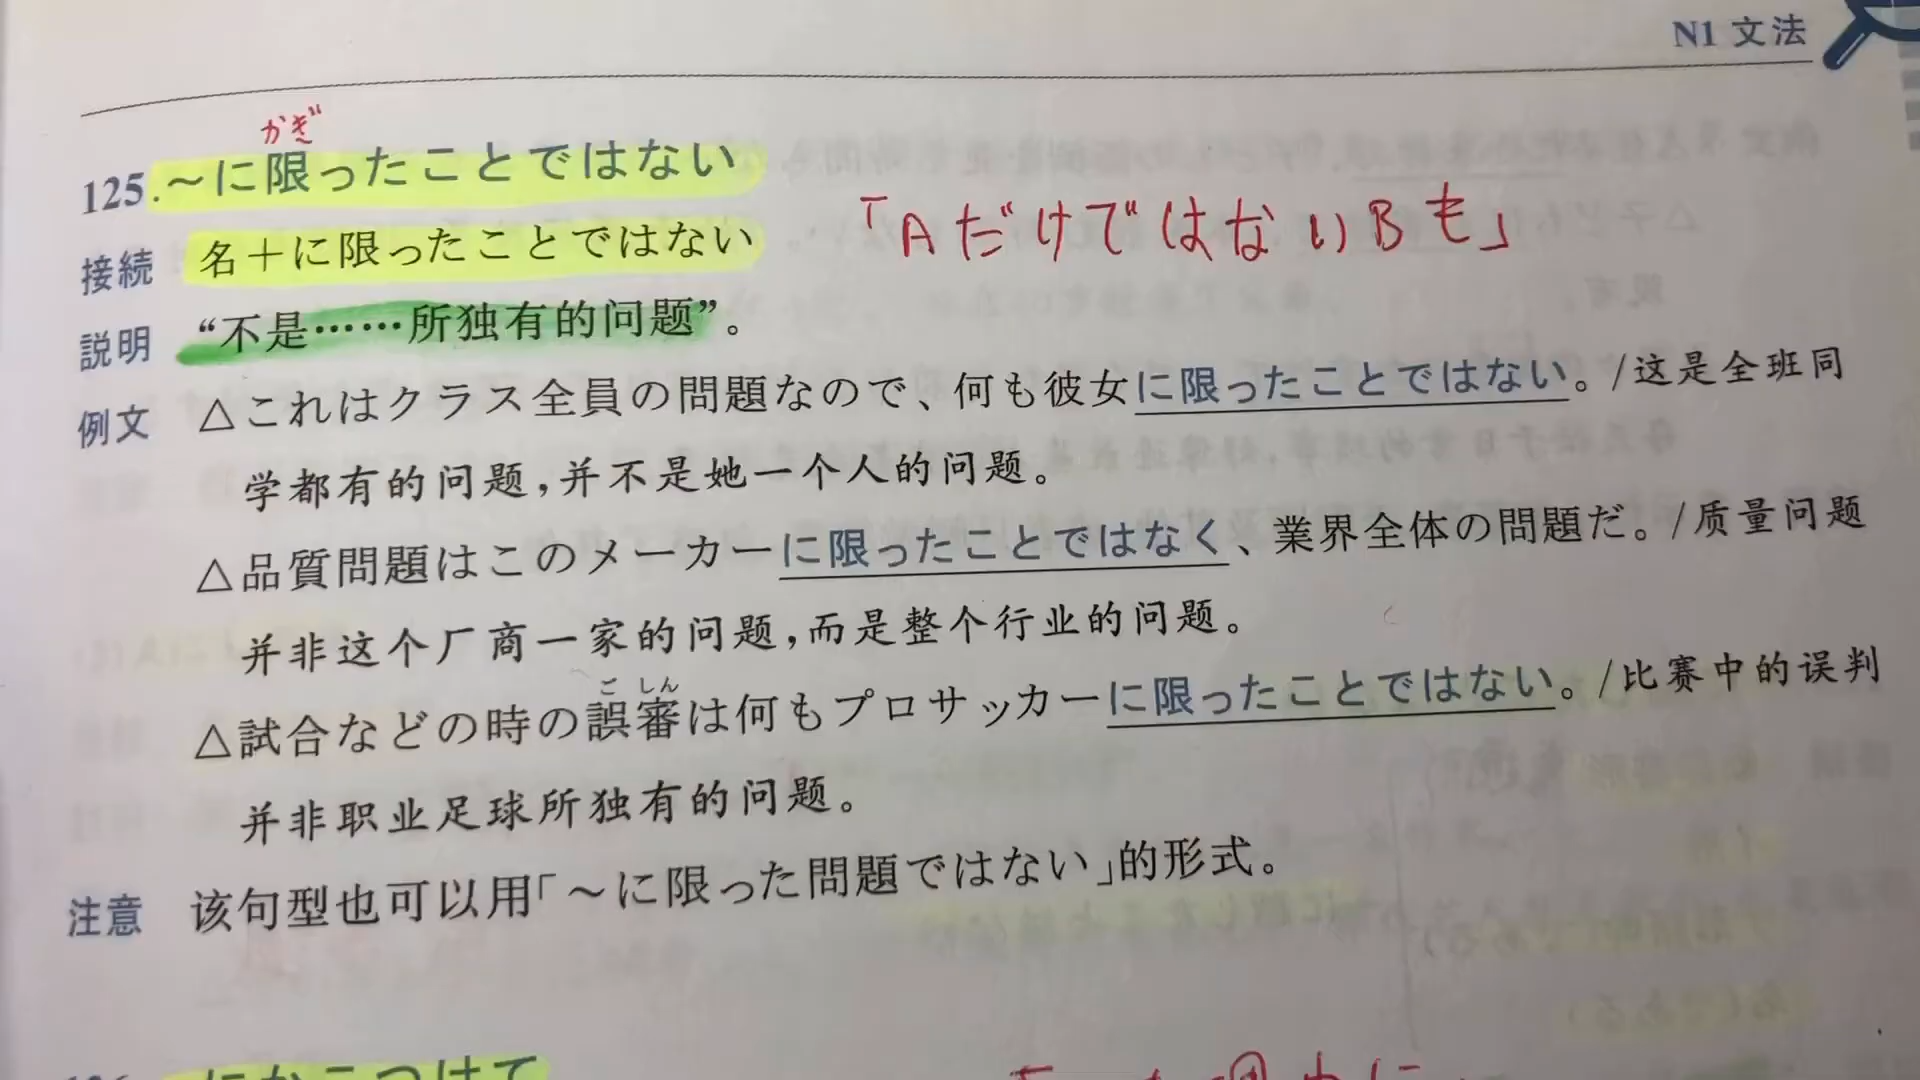 N1 文法
かぎ
125.～に限ったことではない
接続 名＋に限ったことではない
「AだけではないBも」
説明 “不是……所独有的问题”。
例文 △これはクラス全員の問題なので、何も彼女に限ったことではない。/这是全班同
学都有的问题,并不是她一个人的问题。
△品質問題はこのメーカーに限ったことではなく、業界全体の問題だ。/质量问题
并非这个厂商一家的问题,而是整个行业的问题。
ご しん
△試合などの時の誤審は何もプロサッカーに限ったことではない。/比赛中的误判
并非职业足球所独有的问题。
注意 该句型也可以用「～に限った問題ではない」的形式。
にかこつけて